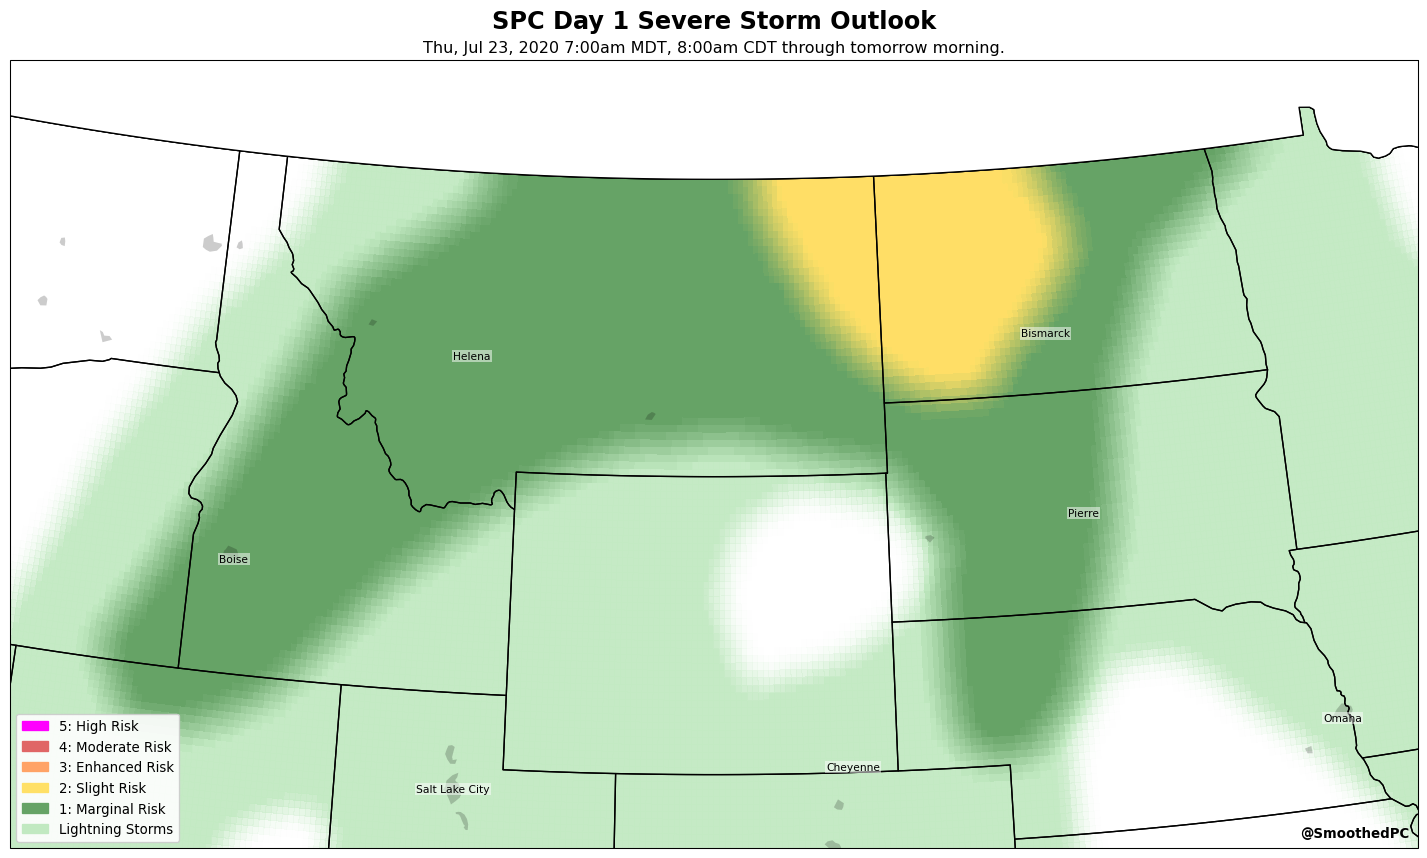 SPC Day 1 Severe Storm Outlook
Thu, Jul 23, 2020 7:00am MDT, 8:00am CDT through tomorrow morning.
Bismarck
Helena
Pierre
Boise
Omaha
Cheyenne
Salt Lake City
5: High Risk
4: Moderate Risk
3: Enhanced Risk
2: Slight Risk
1: Marginal Risk
Lightning Storms
@SmoothedPC